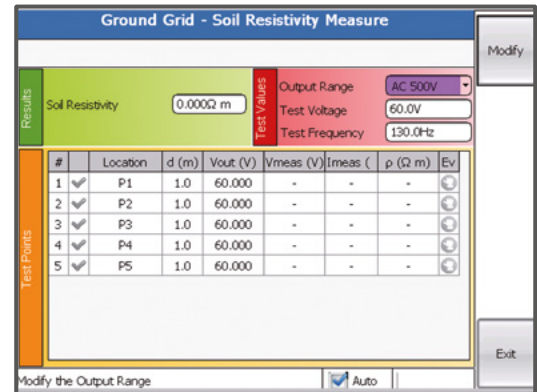 Ground Grid - Soil Resistivity Measure
Modify
Results
Soil Resistivity 0.000Ω m
Test Values
Output Range AC 500V
Test Voltage 60.0V
Test Frequency 130.0Hz
Test Points
# Location d (m) Vout (V) Vmeas (V) Imeas ( ρ (Ω m) Ev
1 P1 1.0 60.000 - - -
2 P2 1.0 60.000 - - -
3 P3 1.0 60.000 - - -
4 P4 1.0 60.000 - - -
5 P5 1.0 60.000 - - -
Exit
Modify the Output Range Auto